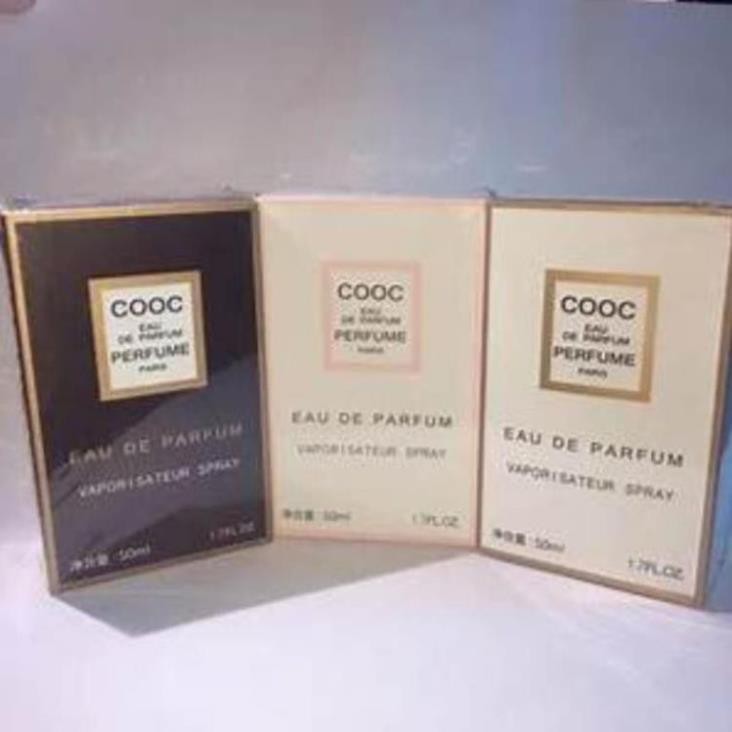 COOC
EAU
DE PARFUM
PERFUME
PARIS
EAU DE PARFUM
VAPORISATEUR SPRAY
净含量:50ml 1.7FL.OZ
COOC
EAU
DE PARFUM
PERFUME
PARIS
EAU DE PARFUM
VAPORISATEUR SPRAY
净含量:50ml 1.7FL.OZ
COOC
EAU
DE PARFUM
PERFUME
PARIS
EAU DE PARFUM
VAPORISATEUR SPRAY
净含量:50ml 1.7FL.OZ